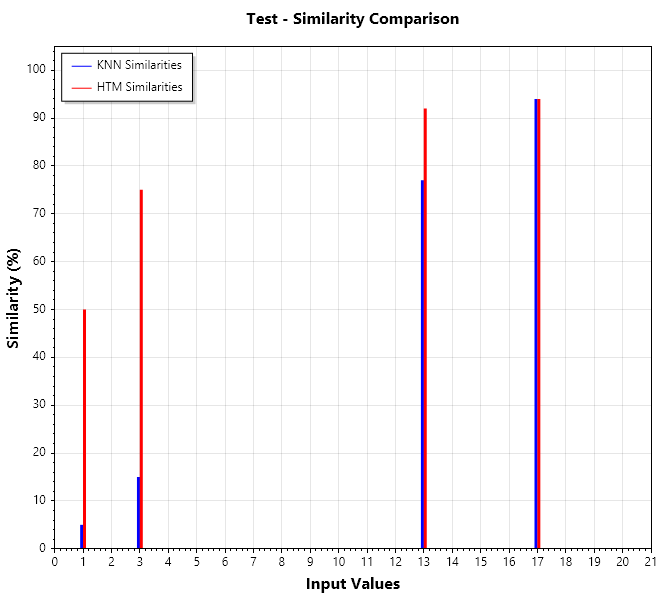 Test - Similarity Comparison
KNN Similarities
HTM Similarities
100
90
80
70
60
50
40
30
20
10
0
Similarity (%)
0 1 2 3 4 5 6 7 8 9 10 11 12 13 14 15 16 17 18 19 20 21
Input Values